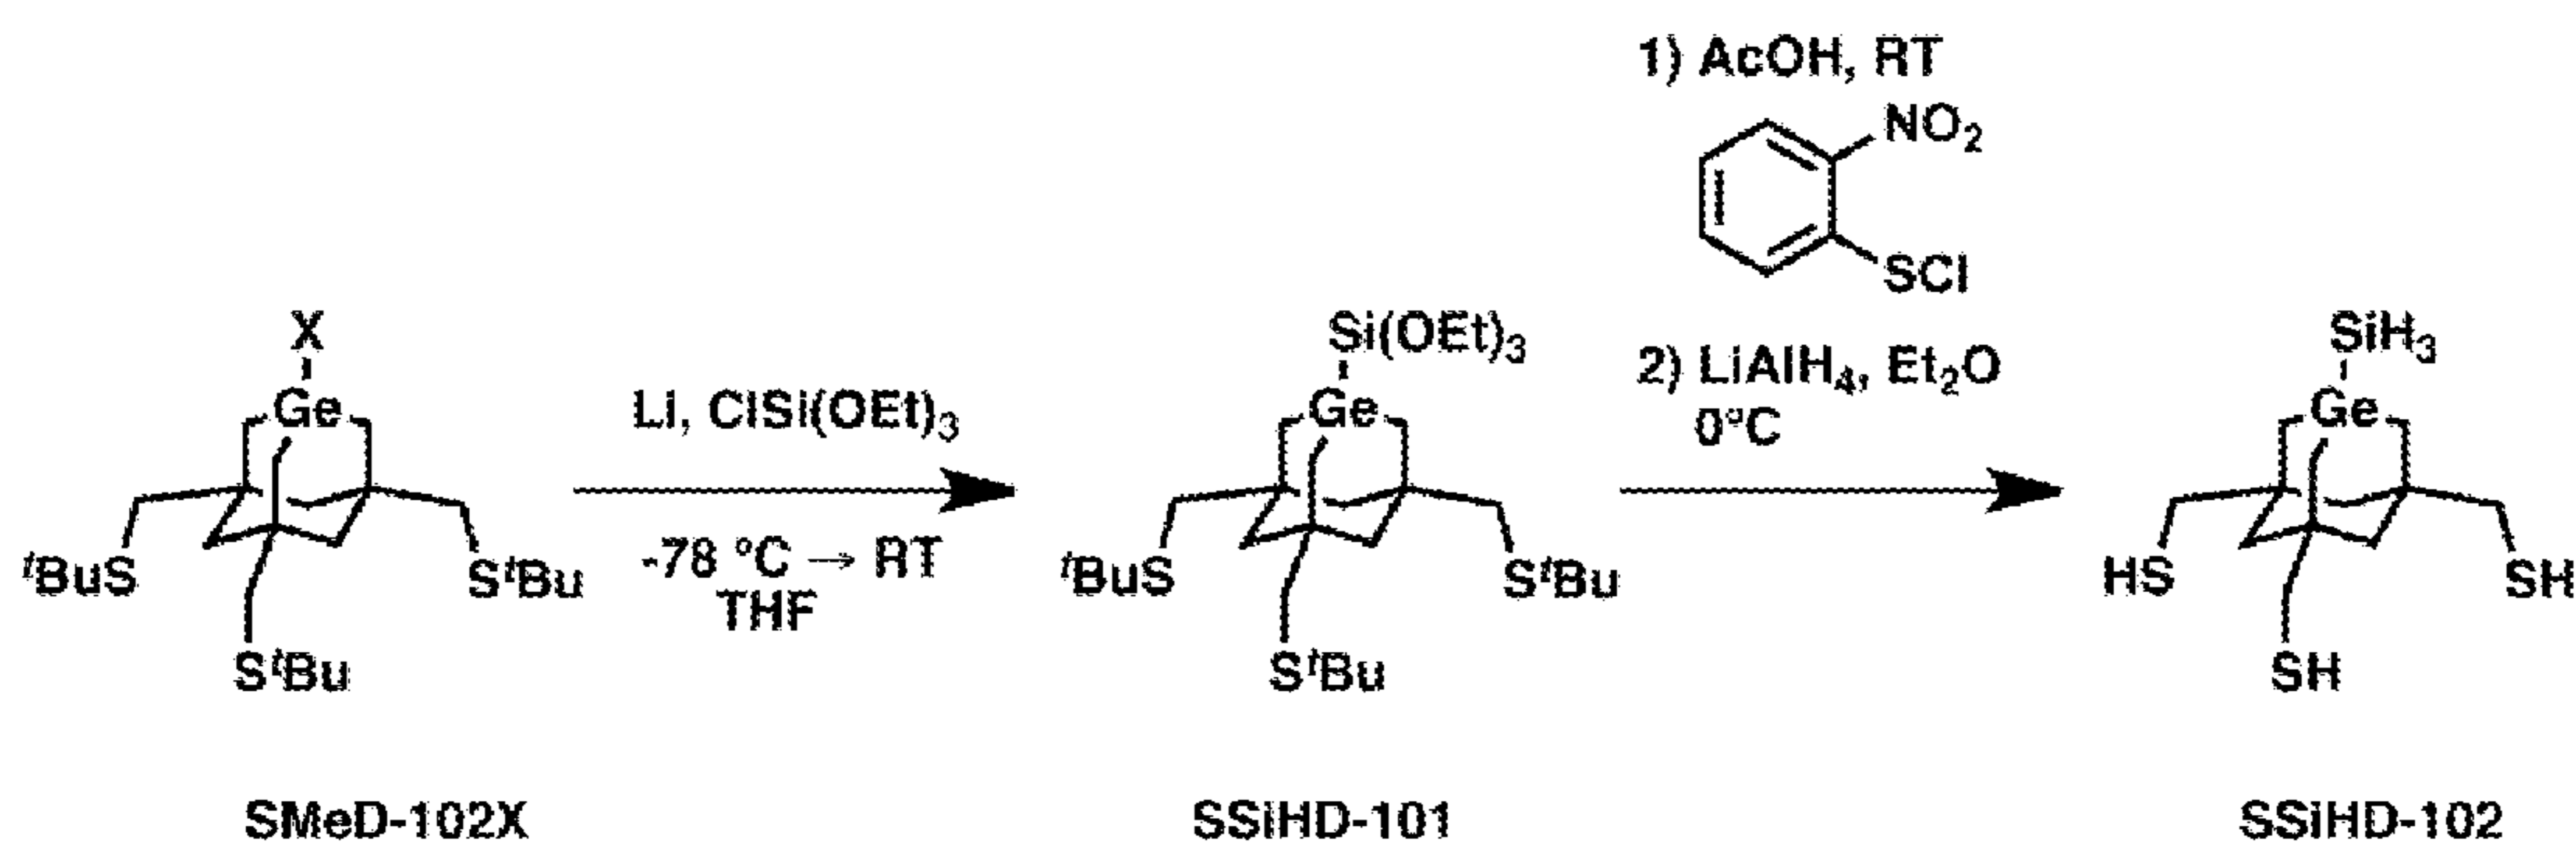 1) AcOH, RT
NO₂
SCl
2) LiAlH₄, Et₂O
0°C
X
Ge
ᵗBuS
SᵗBu
SᵗBu
Li, ClSi(OEt)₃
-78 °C → RT
THF
Si(OEt)₃
Ge
ᵗBuS
SᵗBu
SᵗBu
SiH₃
Ge
HS
SH
SH
SMeD-102X
SSiHD-101
SSiHD-102